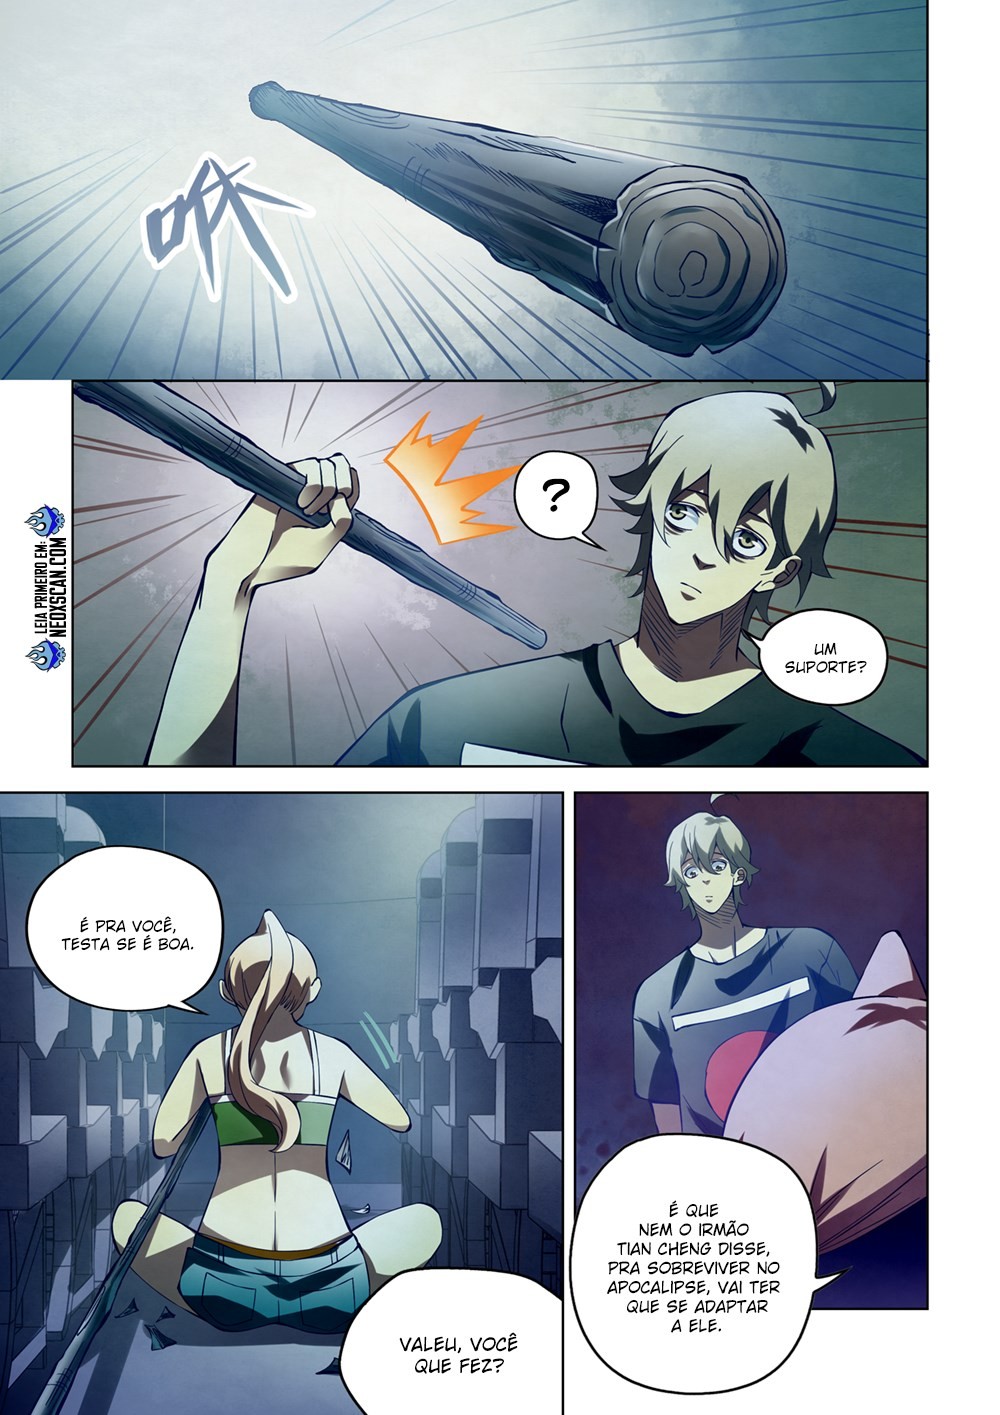 哌
?
UM
SUPORTE?
LEIA PRIMEIRO EM:
NEOXSCAN.COM
É PRA VOCÊ,
TESTA SE É BOA.
VALEU, VOCÊ
QUE FEZ?
É QUE
NEM O IRMÃO
TIAN CHENG DISSE,
PRA SOBREVIVER NO
APOCALIPSE, VAI TER
QUE SE ADAPTAR
A ELE.